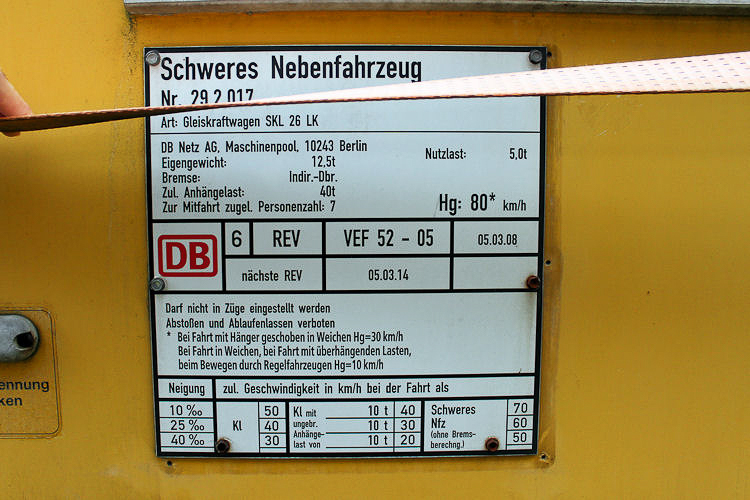 Schweres Nebenfahrzeug
Nr. 29.2.017
Art: Gleiskraftwagen SKL 26 LK
DB Netz AG, Maschinenpool, 10243 Berlin
Eigengewicht: 12,5t Nutzlast: 5,0t
Bremse: Indir.-Dbr.
Zul. Anhängelast: 40t
Zur Mitfahrt zugel. Personenzahl: 7 Hg: 80* km/h
DB 6 REV VEF 52 - 05 05.03.08
nächste REV 05.03.14
Darf nicht in Züge eingestellt werden
Abstoßen und Ablaufenlassen verboten
* Bei Fahrt mit Hänger geschoben in Weichen Hg=30 km/h
Bei Fahrt in Weichen, bei Fahrt mit überhängenden Lasten,
beim Bewegen durch Regelfahrzeugen Hg=10 km/h
Neigung zul. Geschwindigkeit in km/h bei der Fahrt als
10 ‰ Kl 50 Kl mit 10 t 40 Schweres 70
25 ‰ 40 ungebr. 10 t 30 Nfz 60
40 ‰ 30 Anhänge- last von 10 t 20 (ohne Brems- berechng.) 50
ennung
ken